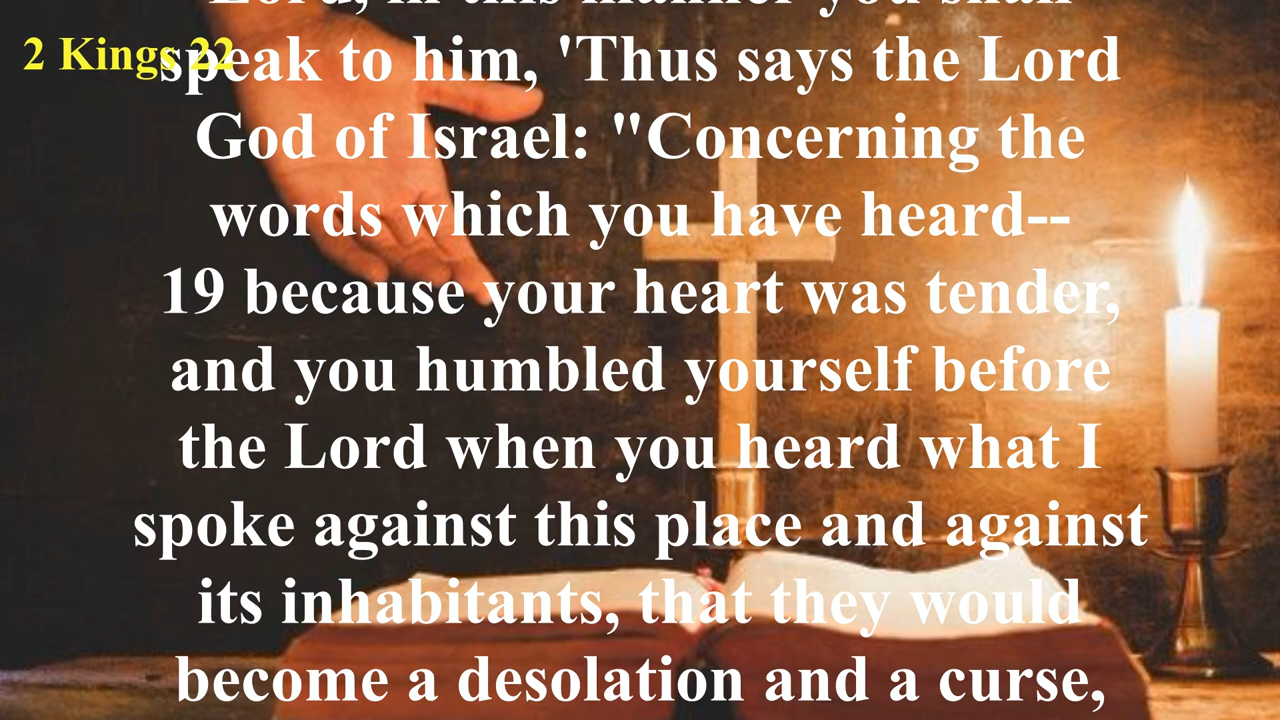 Lord, in this manner you shall
2 Kings 22
speak to him, 'Thus says the Lord
God of Israel: "Concerning the
words which you have heard--
19 because your heart was tender,
and you humbled yourself before
the Lord when you heard what I
spoke against this place and against
its inhabitants, that they would
become a desolation and a curse,